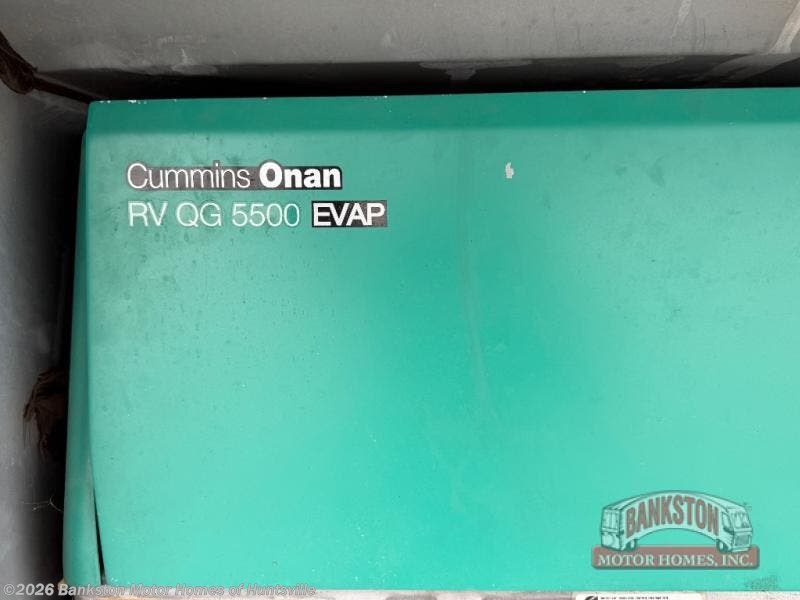 Cummins Onan
RV QG 5500 EVAP
BANKSTON
MOTOR HOMES, INC.
©2026 Bankston Motor Homes of Huntsville